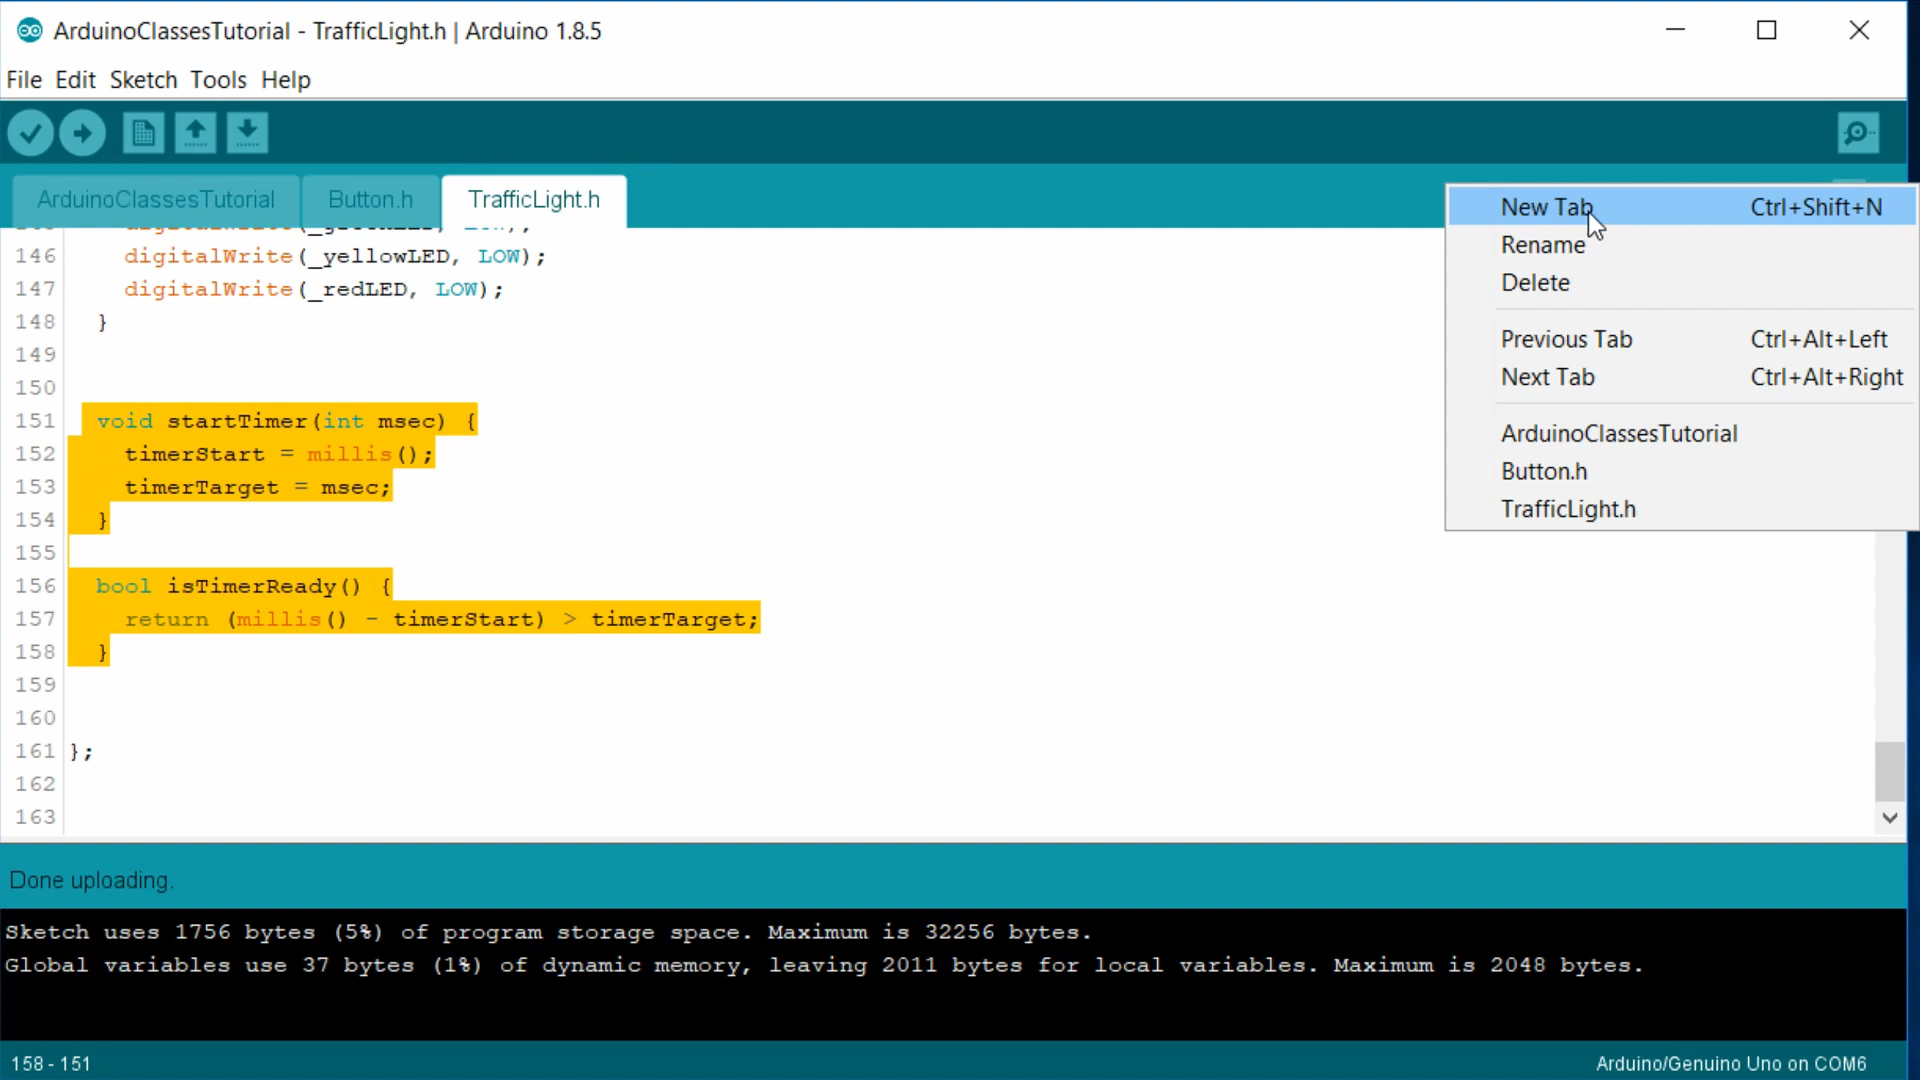 ArduinoClassesTutorial - TrafficLight.h | Arduino 1.8.5
File Edit Sketch Tools Help
ArduinoClassesTutorial Button.h TrafficLight.h
146 digitalWrite(_yellowLED, LOW);
147 digitalWrite(_redLED, LOW);
148 }
149
150
151 void startTimer(int msec) {
152 timerStart = millis();
153 timerTarget = msec;
154 }
155
156 bool isTimerReady() {
157 return (millis() - timerStart) > timerTarget;
158 }
159
160
161 };
162
163
New Tab Ctrl+Shift+N
Rename
Delete
Previous Tab Ctrl+Alt+Left
Next Tab Ctrl+Alt+Right
ArduinoClassesTutorial
Button.h
TrafficLight.h
Done uploading.
Sketch uses 1756 bytes (5%) of program storage space. Maximum is 32256 bytes.
Global variables use 37 bytes (1%) of dynamic memory, leaving 2011 bytes for local variables. Maximum is 2048 bytes.
158 - 151 Arduino/Genuino Uno on COM6